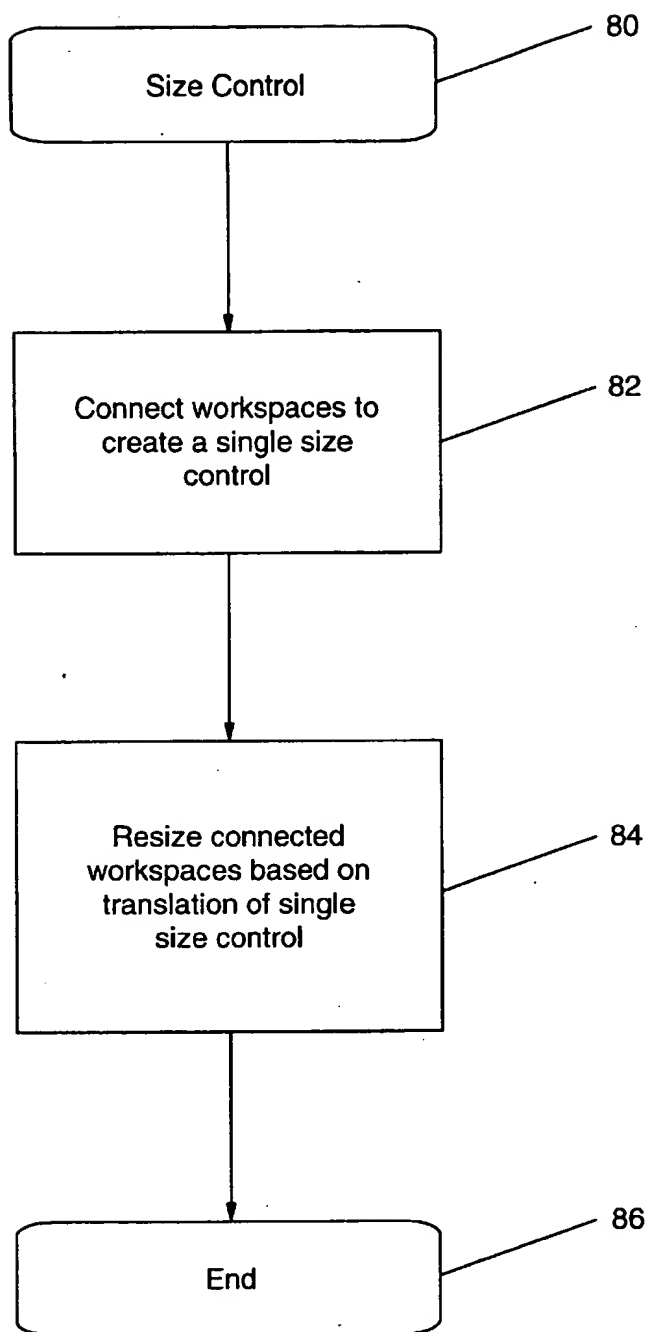 80
Size Control
82
Connect workspaces to
create a single size
control
84
Resize connected
workspaces based on
translation of single
size control
86
End